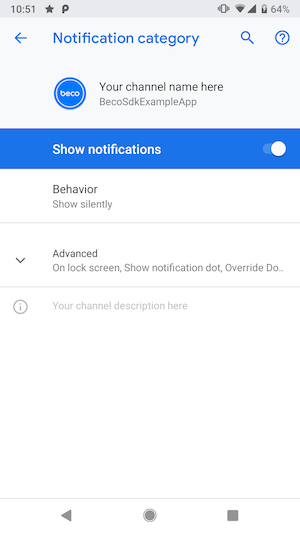 10:51
64%
Notification category
beco
Your channel name here
BecoSdkExampleApp
Show notifications
Behavior
Show silently
Advanced
On lock screen, Show notification dot, Override Do..
Your channel description here